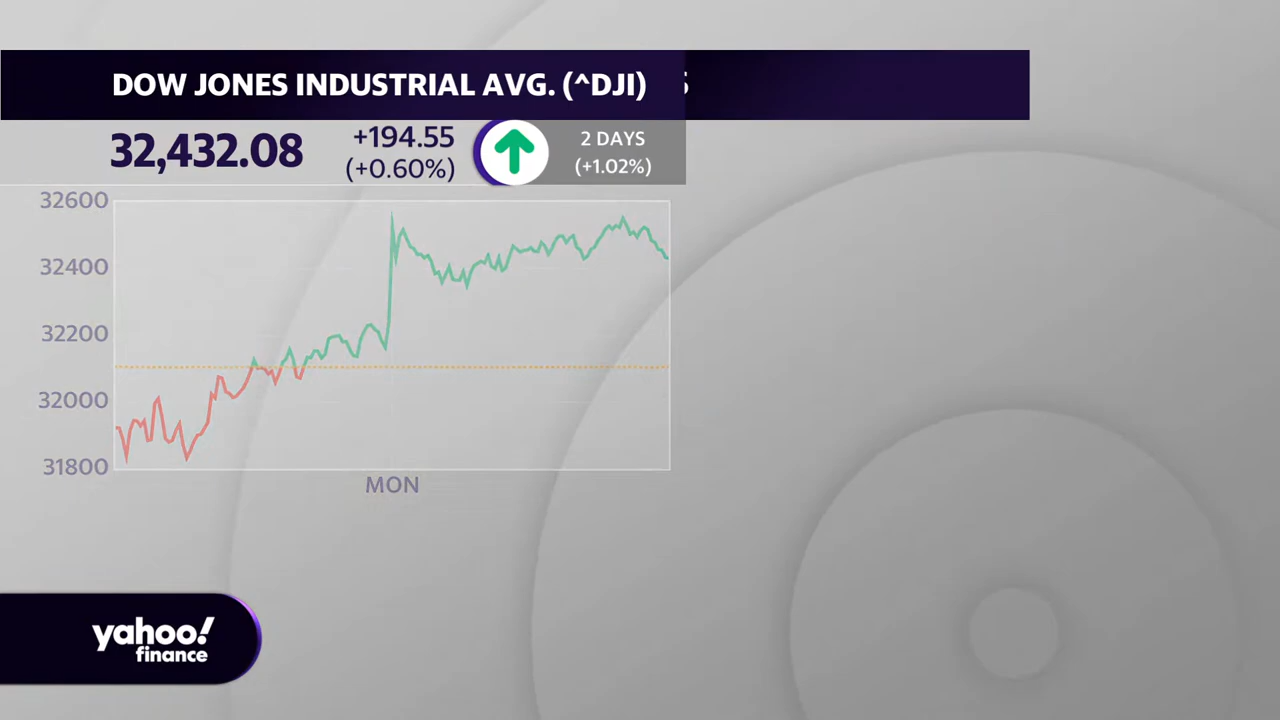 DOW JONES INDUSTRIAL AVG. (^DJI)
32,432.08
+194.55
(+0.60%)
2 DAYS
(+1.02%)
32600
32400
32200
32000
31800
MON
yahoo!
finance